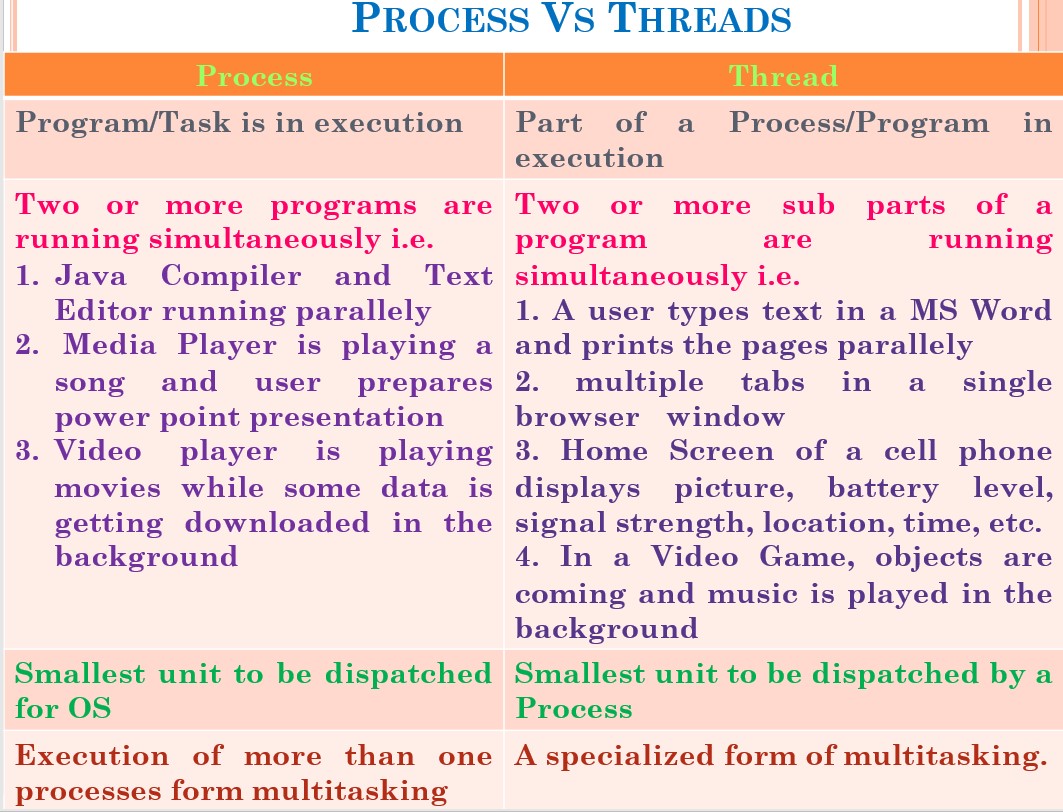 PROCESS VS THREADS
Process
Thread
Program/Task is in execution
Part of a Process/Program in
execution
Two or more programs are
running simultaneously i.e.
1. Java Compiler and Text
Editor running parallely
2. Media Player is playing a
song and user prepares
power point presentation
3. Video player is playing
movies while some data is
getting downloaded in the
background
Two or more sub parts of a
program are running
simultaneously i.e.
1. A user types text in a MS Word
and prints the pages parallely
2. multiple tabs in a single
browser window
3. Home Screen of a cell phone
displays picture, battery level,
signal strength, location, time, etc.
4. In a Video Game, objects are
coming and music is played in the
background
Smallest unit to be dispatched
for OS
Smallest unit to be dispatched by a
Process
Execution of more than one
processes form multitasking
A specialized form of multitasking.